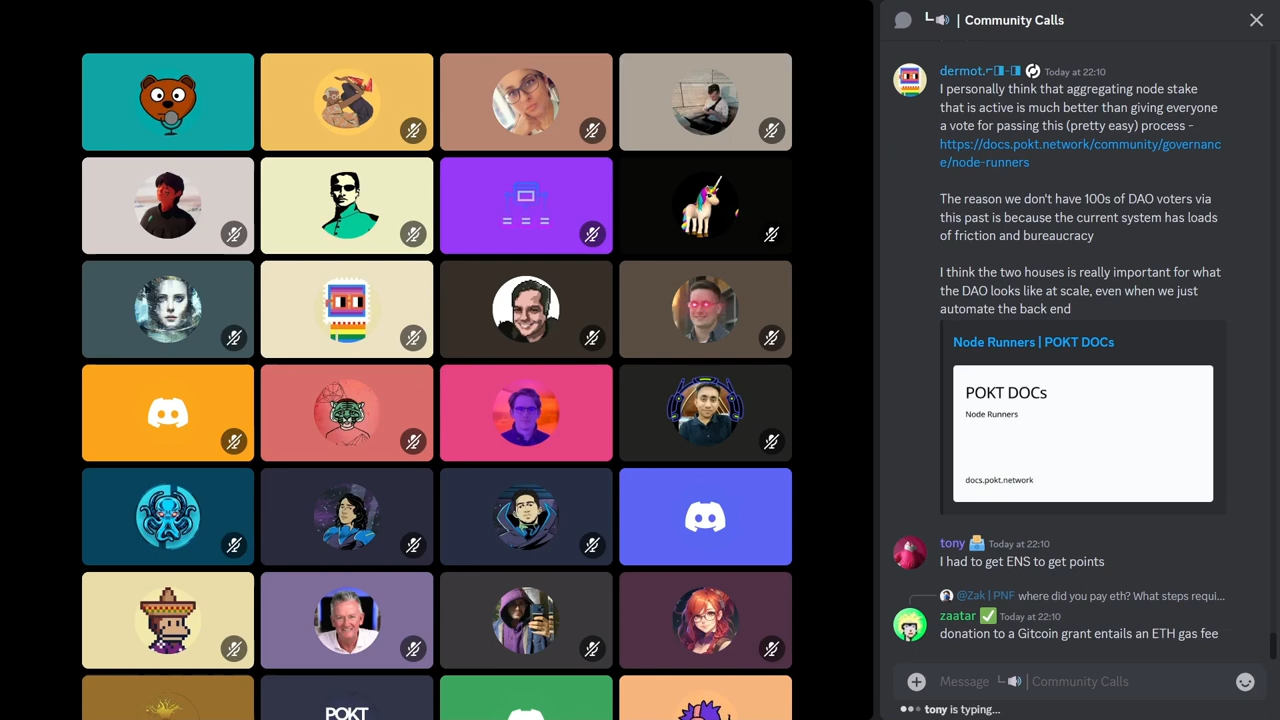 | Community Calls
dermot. Today at 22:10
I personally think that aggregating node stake
that is active is much better than giving everyone
a vote for passing this (pretty easy) process -
https://docs.pokt.network/community/governanc
e/node-runners
The reason we don't have 100s of DAO voters via
this past is because the current system has loads
of friction and bureaucracy
I think the two houses is really important for what
the DAO looks like at scale, even when we just
automate the back end
Node Runners | POKT DOCs
POKT DOCs
Node Runners
docs.pokt.network
tony Today at 22:10
I had to get ENS to get points
@Zak | PNF where did you pay eth? What steps requi...
zaatar Today at 22:10
donation to a Gitcoin grant entails an ETH gas fee
Message | Community Calls
tony is typing...
POKT